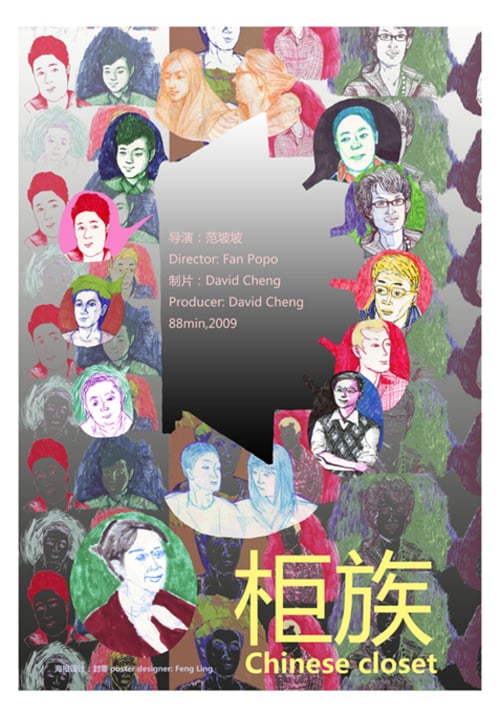 导演：范坡坡
Director: Fan Popo
制片：David Cheng
Producer: David Cheng
88min,2009
柜族
Chinese closet
海报设计：封零 poster designer: Feng Ling